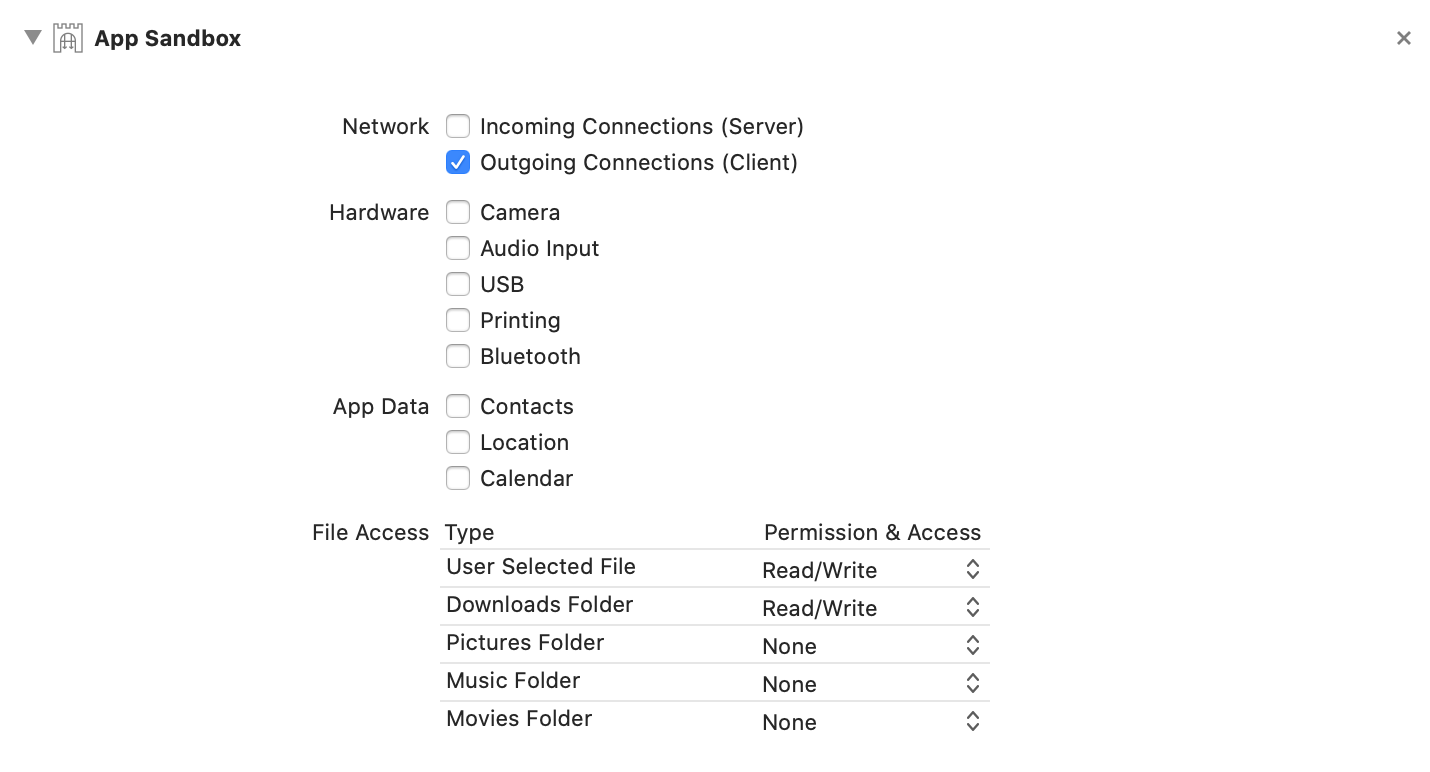 App Sandbox
Network Incoming Connections (Server)
Outgoing Connections (Client)
Hardware Camera
Audio Input
USB
Printing
Bluetooth
App Data Contacts
Location
Calendar
File Access Type Permission & Access
User Selected File Read/Write
Downloads Folder Read/Write
Pictures Folder None
Music Folder None
Movies Folder None